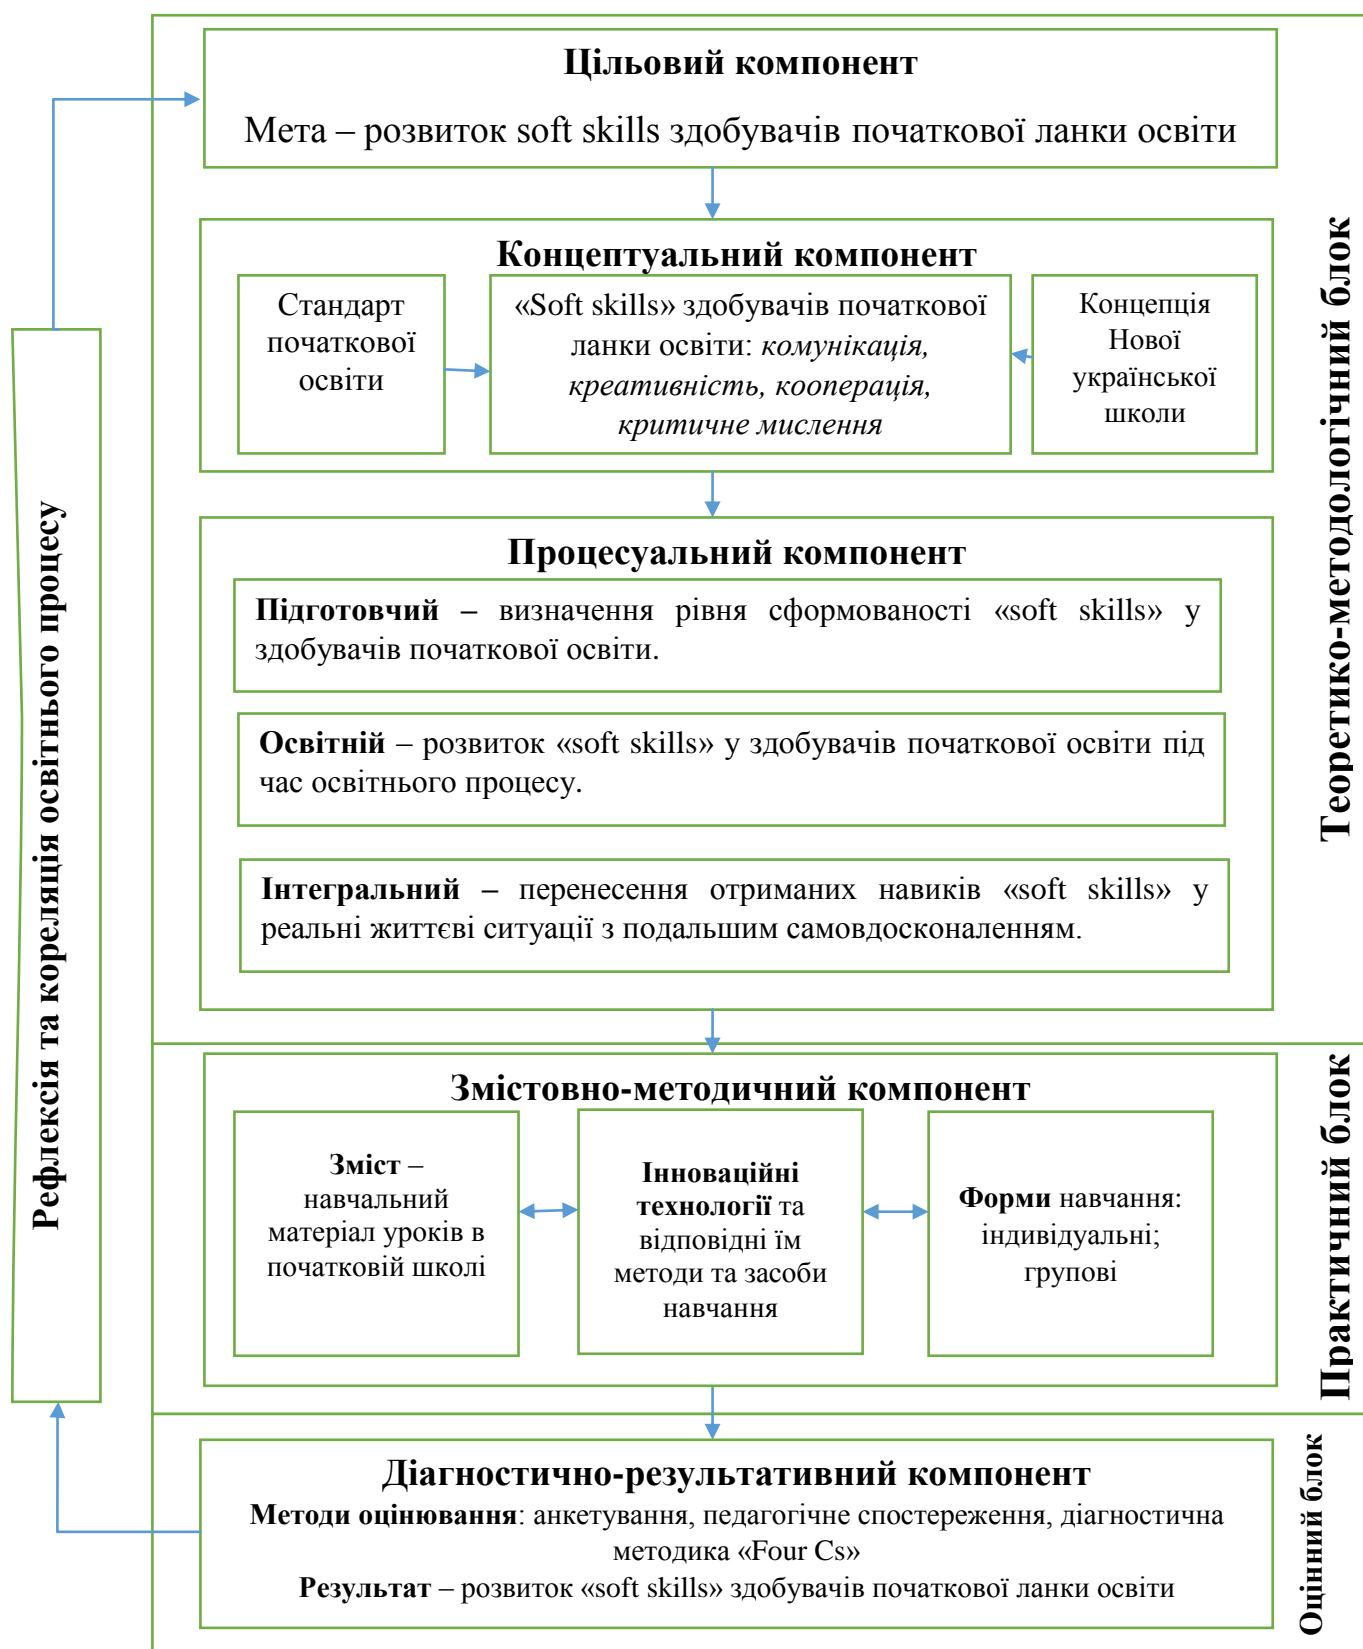 Цільовий компонент
Мета – розвиток soft skills здобувачів початкової ланки освіти
Концептуальний компонент
Стандарт
початкової
освіти
«Soft skills» здобувачів початкової
ланки освіти: комунікація,
креативність, кооперація,
критичне мислення
Концепція
Нової
української
школи
Процесуальний компонент
Підготовчий – визначення рівня сформованості «soft skills» у
здобувачів початкової освіти.
Освітній – розвиток «soft skills» у здобувачів початкової освіти під
час освітнього процесу.
Інтегральний – перенесення отриманих навиків «soft skills» у
реальні життєві ситуації з подальшим самовдосконаленням.
Теоретико-методологічний блок
Змістовно-методичний компонент
Зміст –
навчальний
матеріал уроків в
початковій школі
Інноваційні
технології та
відповідні їм
методи та засоби
навчання
Форми навчання:
індивідуальні;
групові
Практичний блок
Діагностично-результативний компонент
Методи оцінювання: анкетування, педагогічне спостереження, діагностична
методика «Four Cs»
Результат – розвиток «soft skills» здобувачів початкової ланки освіти
Оцінний блок
Рефлексія та кореляція освітнього процесу